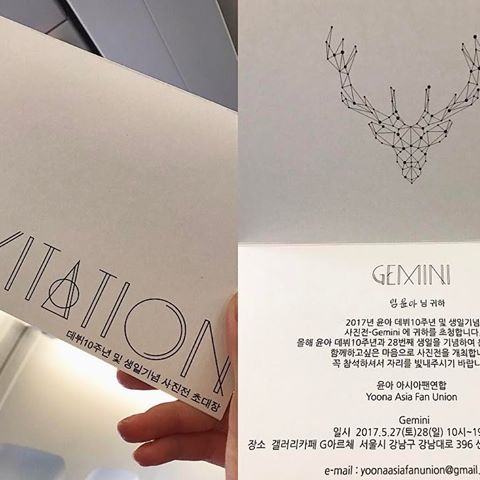 VITATION
데뷔10주년 및 생일기념 사진전 초대장
GEMINI
임윤아 님 귀하
2017년 윤아 데뷔10주년 및 생일기념
사진전-Gemini 에 귀하를 초청합니다.
올해 윤아 데뷔10주년과 28번째 생일을 기념하여
함께하고싶은 마음으로 사진전을 개최합니
꼭 참석하셔서 자리를 빛내주시기 바랍니
윤아 아시아팬연합
Yoona Asia Fan Union
Gemini
일시 2017.5.27(토)28(일) 10시~19
장소 갤러리카페 G아르체 서울시 강남구 강남대로 396
e-mail : yoonaasiafanunion@gmail.